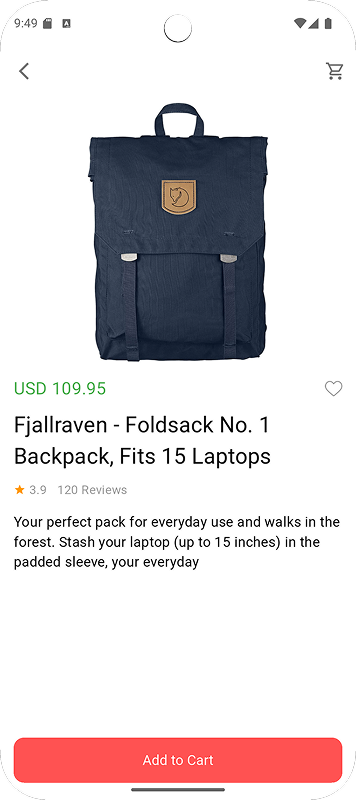 9:49
USD 109.95
Fjallraven - Foldsack No. 1
Backpack, Fits 15 Laptops
3.9 120 Reviews
Your perfect pack for everyday use and walks in the
forest. Stash your laptop (up to 15 inches) in the
padded sleeve, your everyday
Add to Cart